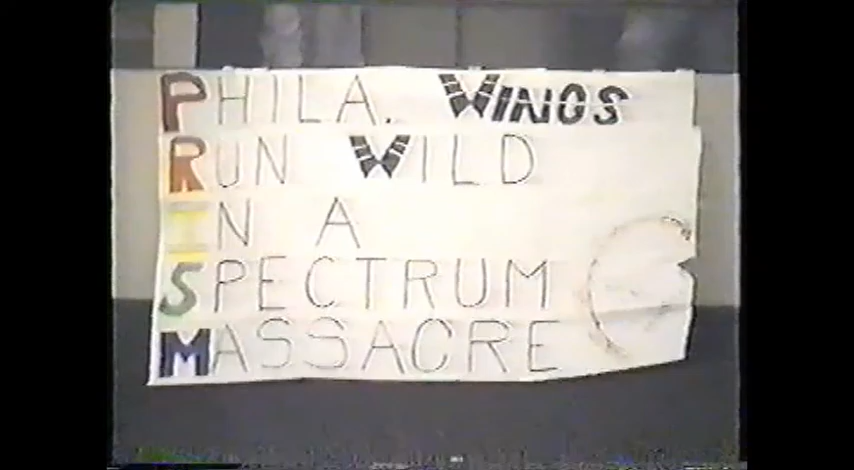 PHILA. WINGS
RUN WILD
IN A
SPECTRUM
MASSACRE